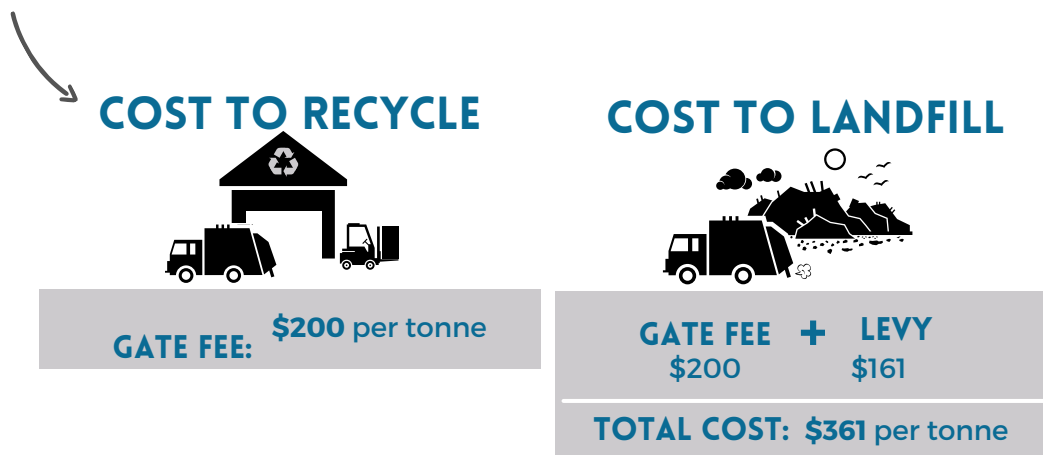 COST TO RECYCLE
GATE FEE: $200 per tonne
COST TO LANDFILL
GATE FEE + LEVY
$200 $161
TOTAL COST: $361 per tonne